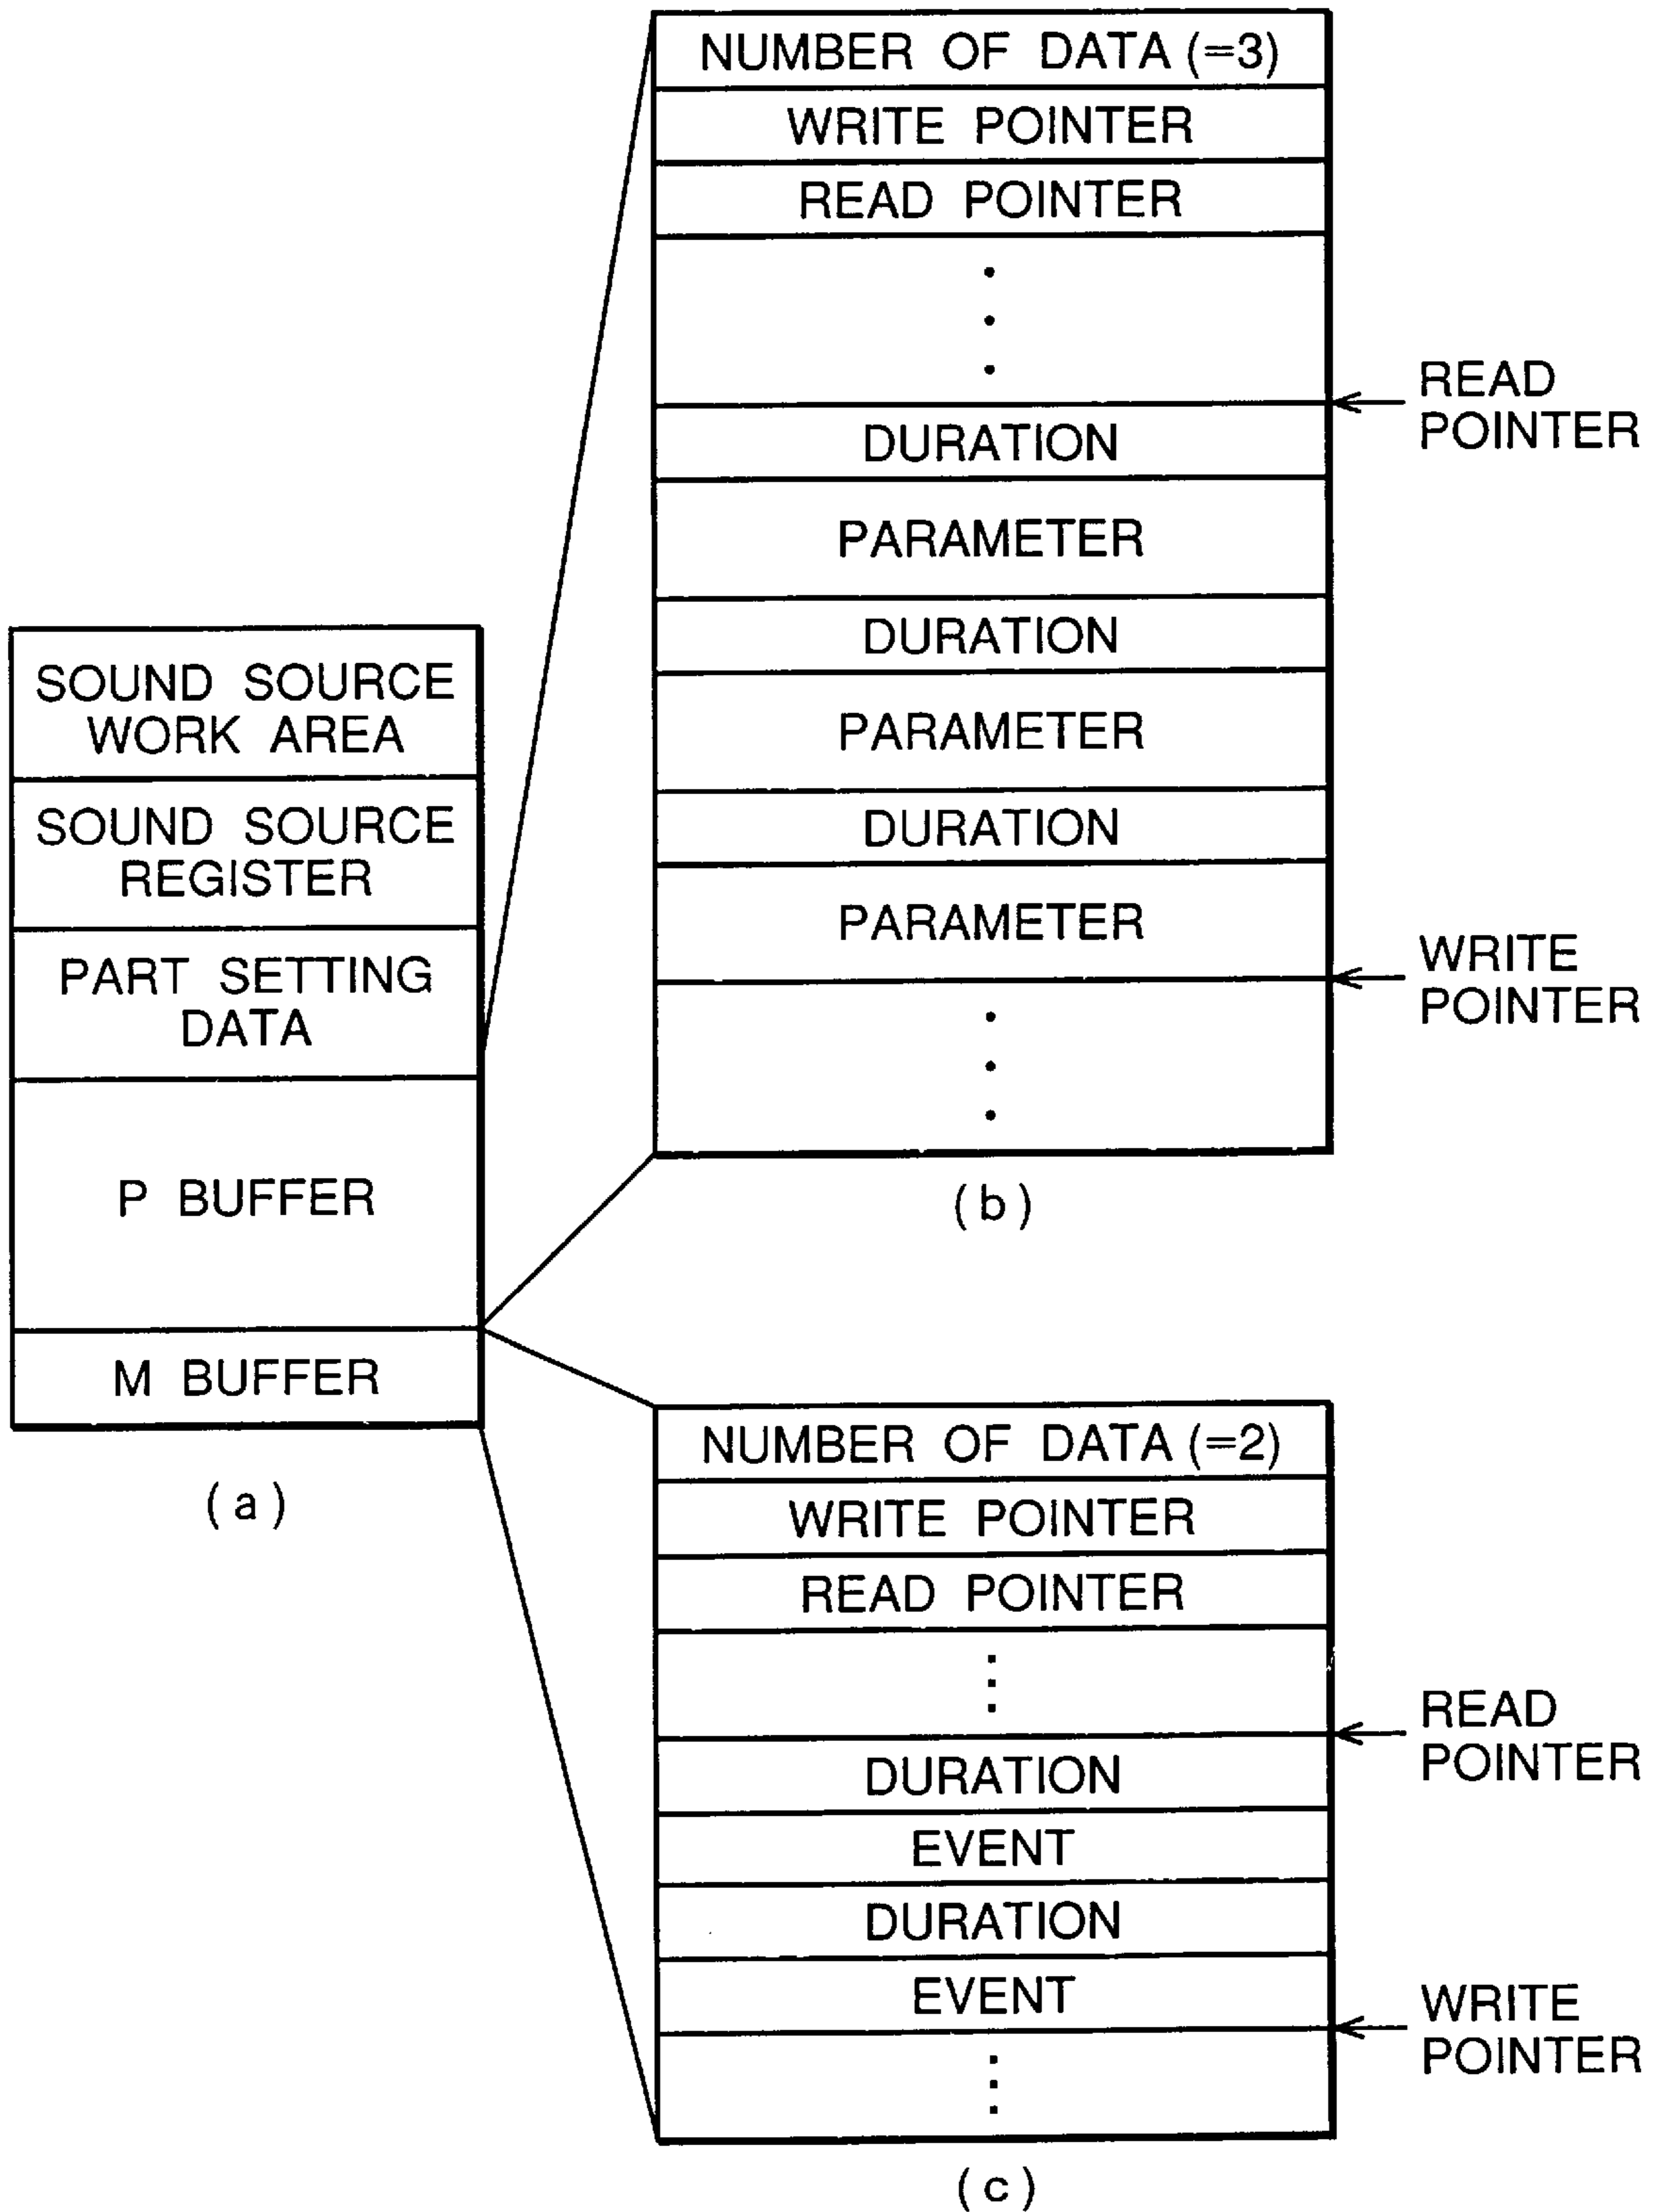 SOUND SOURCE
WORK AREA
SOUND SOURCE
REGISTER
PART SETTING
DATA
P BUFFER
M BUFFER
(a)
NUMBER OF DATA (=3)
WRITE POINTER
READ POINTER
DURATION
PARAMETER
DURATION
PARAMETER
DURATION
PARAMETER
READ
POINTER
WRITE
POINTER
(b)
NUMBER OF DATA (=2)
WRITE POINTER
READ POINTER
DURATION
EVENT
DURATION
EVENT
READ
POINTER
WRITE
POINTER
(c)